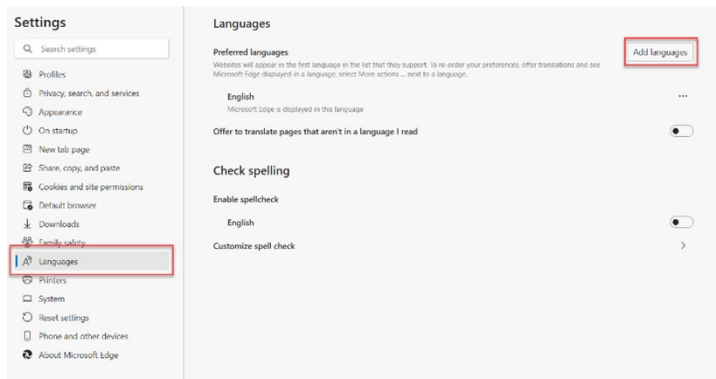 Settings
Search settings
Profiles
Privacy, search, and services
Appearance
On startup
New tab page
Share, copy, and paste
Cookies and site permissions
Default browser
Downloads
Family safety
Languages
Printers
System
Reset settings
Phone and other devices
About Microsoft Edge
Languages
Preferred languages
Add languages
Websites will appear in the first language in the list that they support. To re-order your preferences, offer translations and see
Microsoft Edge displayed in a language, select More actions ... next to a language.
English
...
Microsoft Edge is displayed in this language
Offer to translate pages that aren't in a language I read
Check spelling
Enable spellcheck
English
Customize spell check